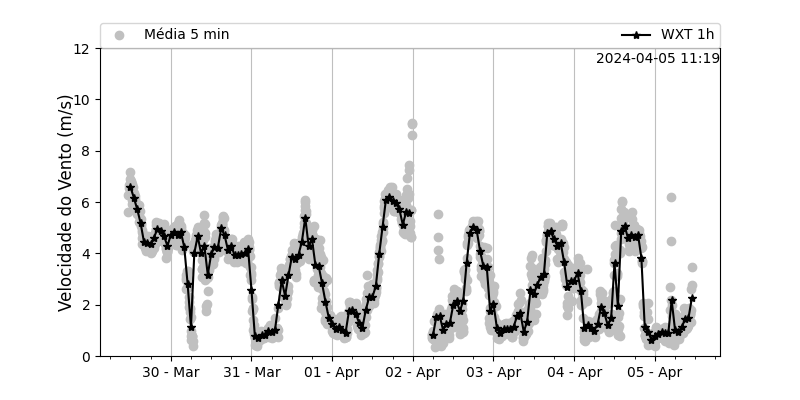 Média 5 min
WXT 1h
2024-04-05 11:19
Velocidade do Vento (m/s)
12
10
8
6
4
2
0
30 - Mar
31 - Mar
01 - Apr
02 - Apr
03 - Apr
04 - Apr
05 - Apr